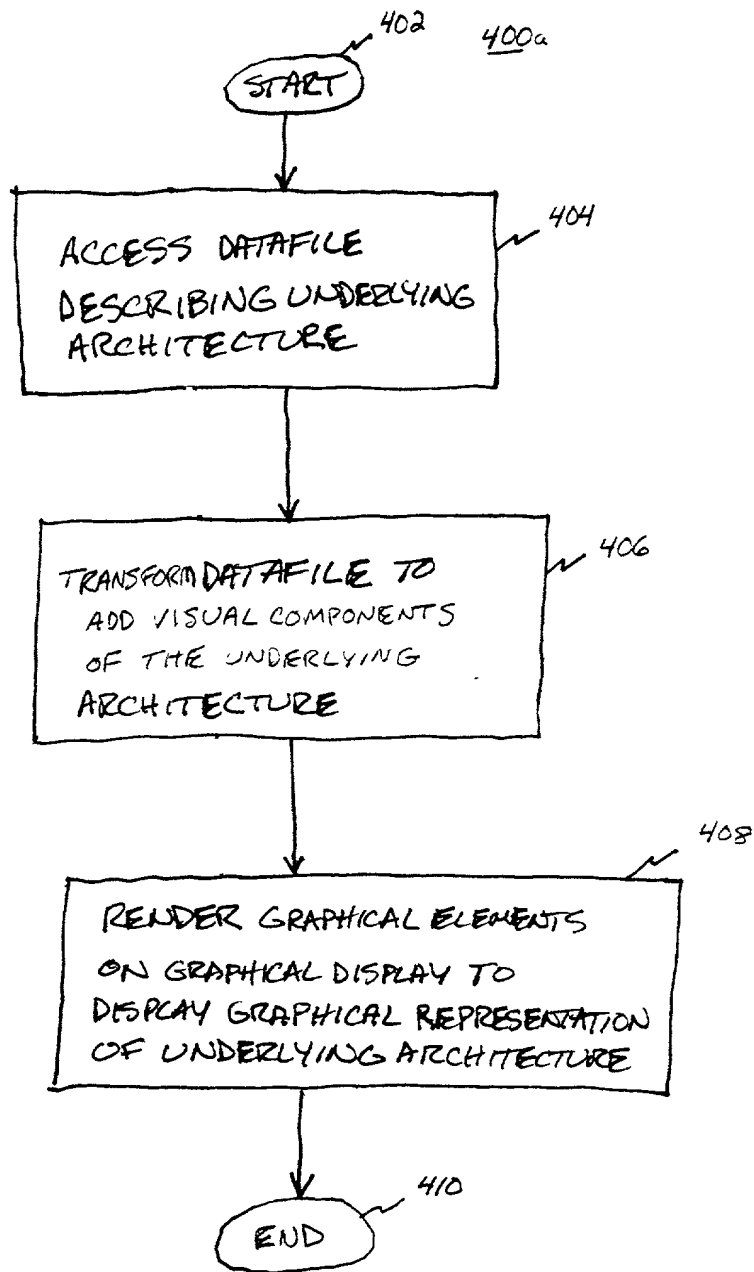 402
400a
START
404
ACCESS DATAFILE
DESCRIBING UNDERLYING
ARCHITECTURE
406
TRANSFORM DATAFILE TO
ADD VISUAL COMPONENTS
OF THE UNDERLYING
ARCHITECTURE
408
RENDER GRAPHICAL ELEMENTS
ON GRAPHICAL DISPLAY TO
DISPLAY GRAPHICAL REPRESENTATION
OF UNDERLYING ARCHITECTURE
410
END